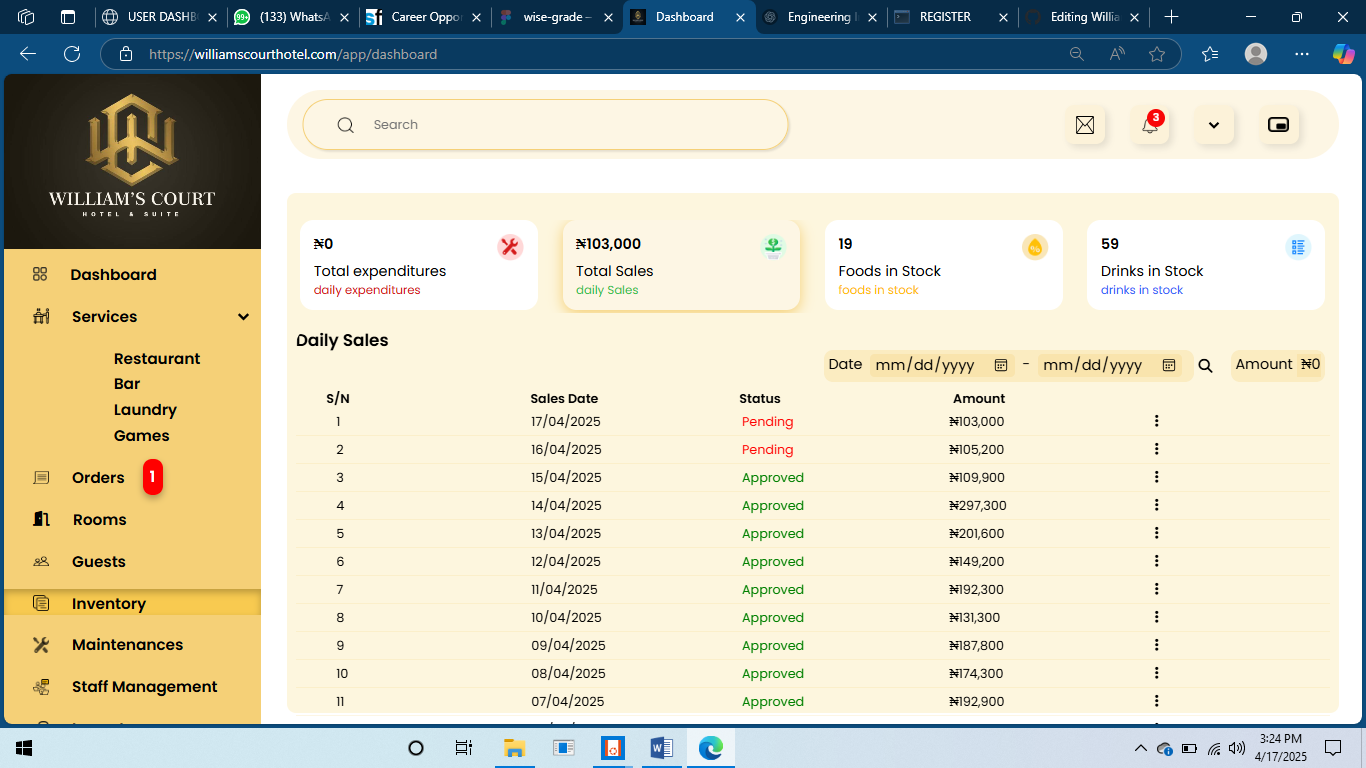 USER DASHB
(133) WhatsA
Career Oppor
wise-grade –
Dashboard
Engineering I
REGISTER
Editing Willia
https://williamscourthotel.com/app/dashboard
WILLIAM'S COURT
HOTEL & SUITE
Search
3
₦0
Total expenditures
daily expenditures
₦103,000
Total Sales
daily Sales
19
Foods in Stock
foods in stock
59
Drinks in Stock
drinks in stock
Dashboard
Services
Restaurant
Bar
Laundry
Games
Orders 1
Rooms
Guests
Inventory
Maintenances
Staff Management
Daily Sales
Date mm/dd/yyyy - mm/dd/yyyy Amount ₦0
S/N Sales Date Status Amount
1 17/04/2025 Pending ₦103,000
2 16/04/2025 Pending ₦105,200
3 15/04/2025 Approved ₦109,900
4 14/04/2025 Approved ₦297,300
5 13/04/2025 Approved ₦201,600
6 12/04/2025 Approved ₦149,200
7 11/04/2025 Approved ₦192,300
8 10/04/2025 Approved ₦131,300
9 09/04/2025 Approved ₦187,800
10 08/04/2025 Approved ₦174,300
11 07/04/2025 Approved ₦192,900
3:24 PM
4/17/2025